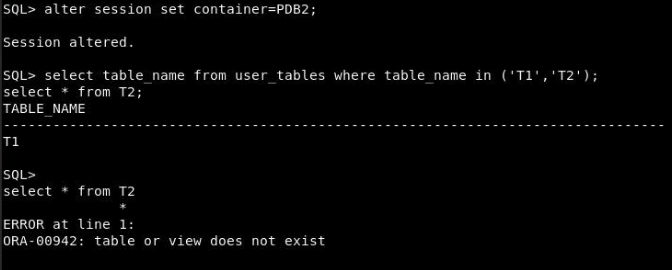 SQL> alter session set container=PDB2;
Session altered.
SQL> select table_name from user_tables where table_name in ('T1','T2');
select * from T2;
TABLE_NAME
--------------------------------------------------------------------------------
T1
SQL>
select * from T2
*
ERROR at line 1:
ORA-00942: table or view does not exist